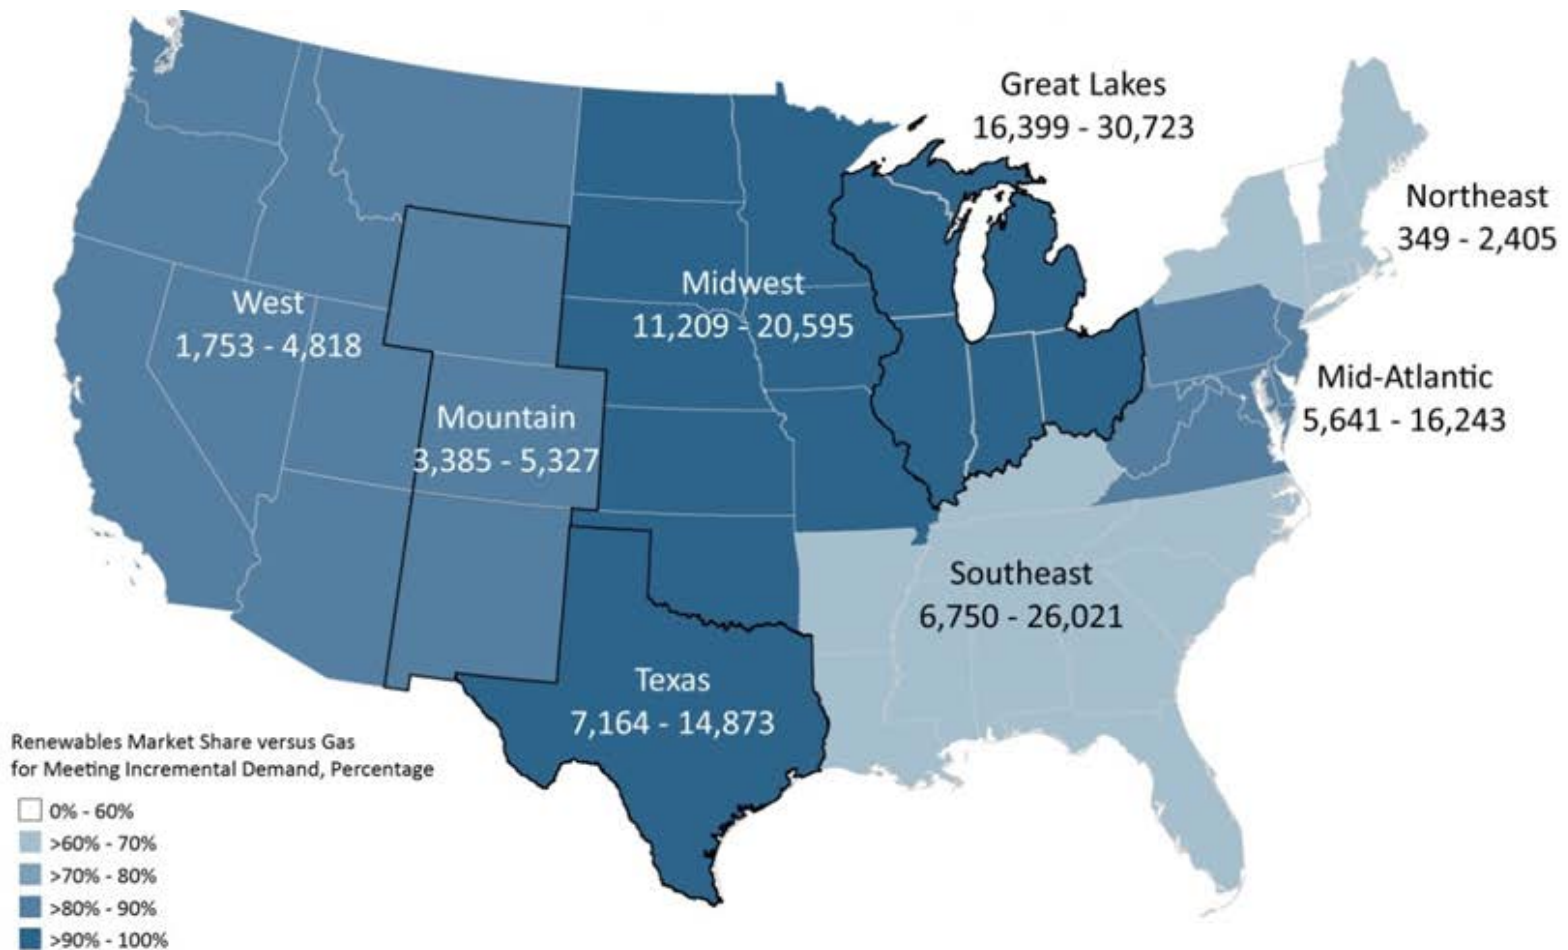 Great Lakes
16,399 - 30,723
Northeast
349 - 2,405
West
1,753 - 4,818
Midwest
11,209 - 20,595
Mountain
3,385 - 5,327
Mid-Atlantic
5,641 - 16,243
Southeast
6,750 - 26,021
Texas
7,164 - 14,873
Renewables Market Share versus Gas
for Meeting Incremental Demand, Percentage
0% - 60%
>60% - 70%
>70% - 80%
>80% - 90%
>90% - 100%